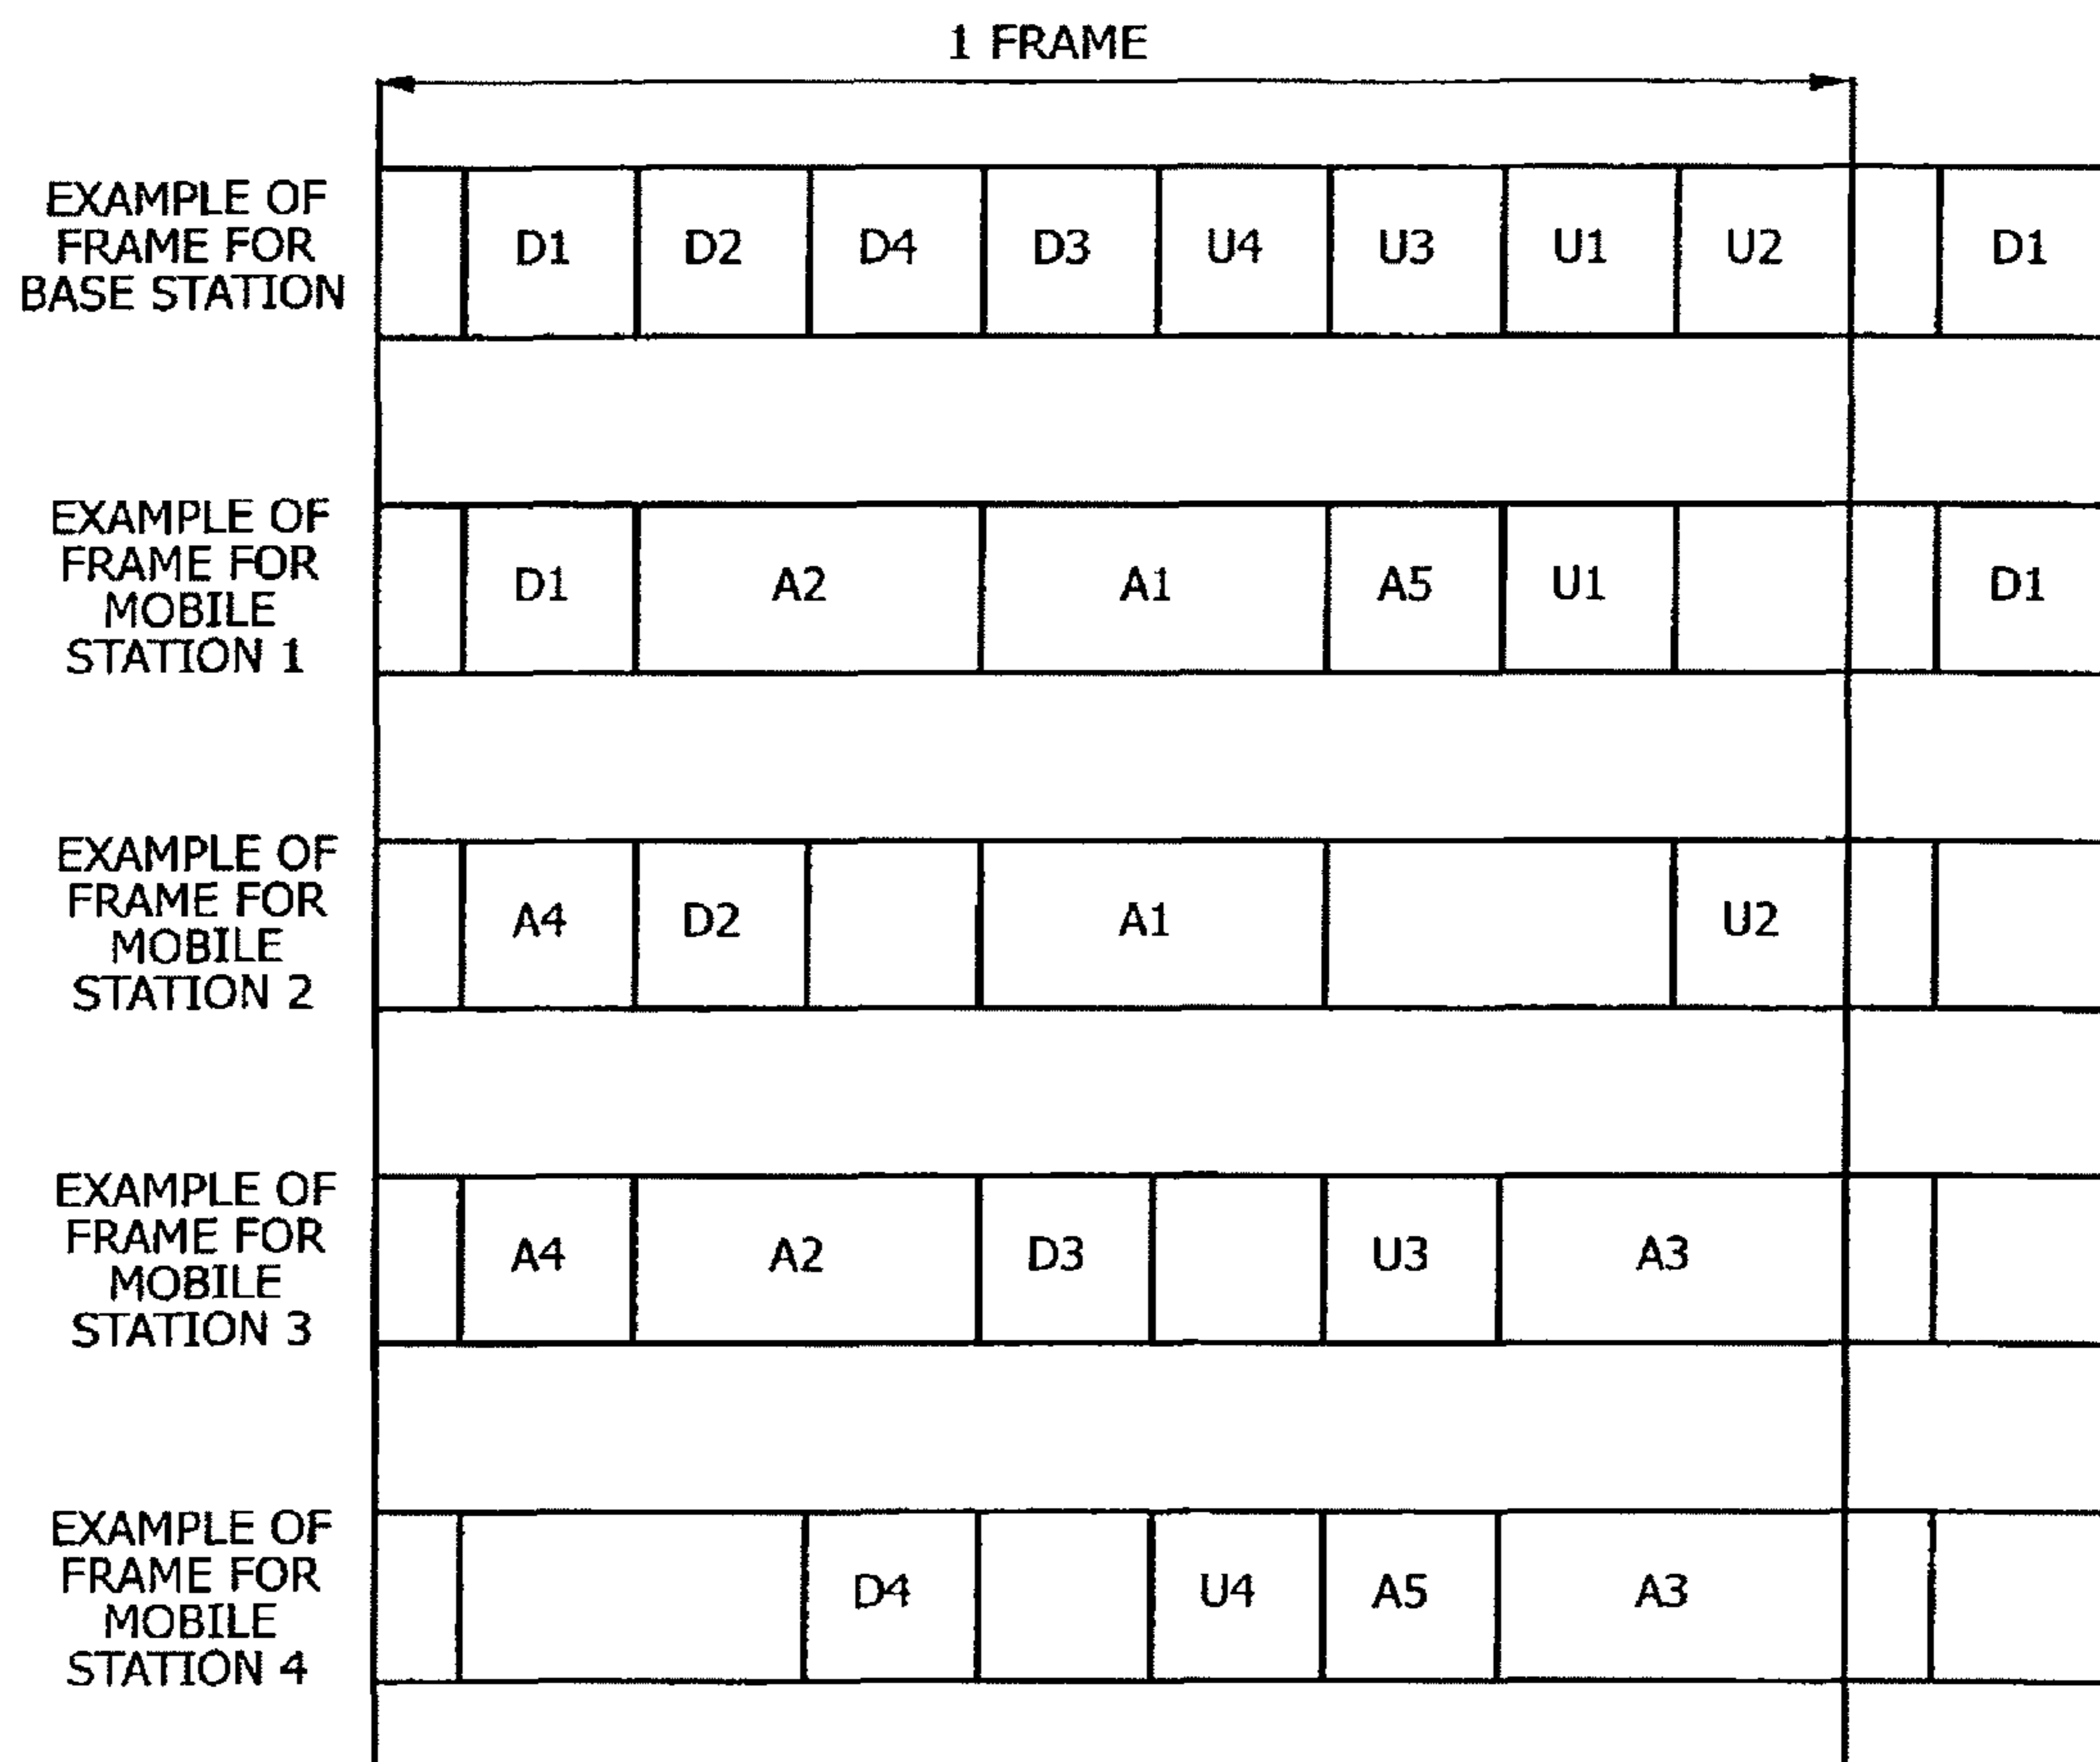 1 FRAME
EXAMPLE OF
FRAME FOR
BASE STATION
D1 D2 D4 D3 U4 U3 U1 U2 D1
EXAMPLE OF
FRAME FOR
MOBILE
STATION 1
D1 A2 A1 A5 U1 D1
EXAMPLE OF
FRAME FOR
MOBILE
STATION 2
A4 D2 A1 U2
EXAMPLE OF
FRAME FOR
MOBILE
STATION 3
A4 A2 D3 U3 A3
EXAMPLE OF
FRAME FOR
MOBILE
STATION 4
D4 U4 A5 A3